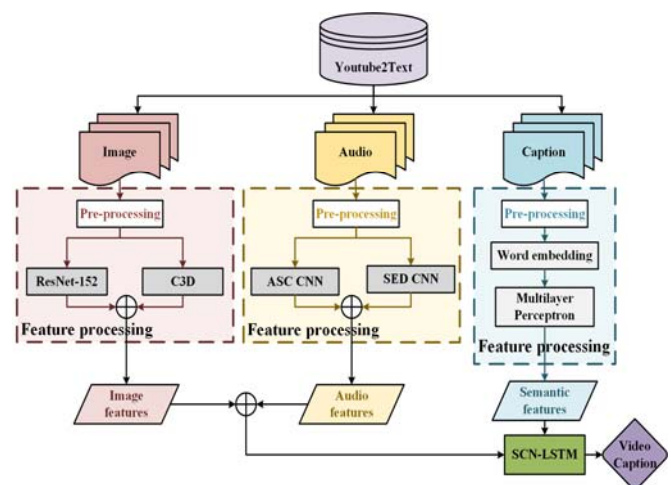 Youtube2Text
Image
Audio
Caption
Pre-processing
Pre-processing
Pre-processing
ResNet-152
C3D
ASC CNN
SED CNN
Word embedding
Multilayer
Perceptron
Feature processing
Feature processing
Feature processing
Image
features
Audio
features
Semantic
features
SCN-LSTM
Video
Caption